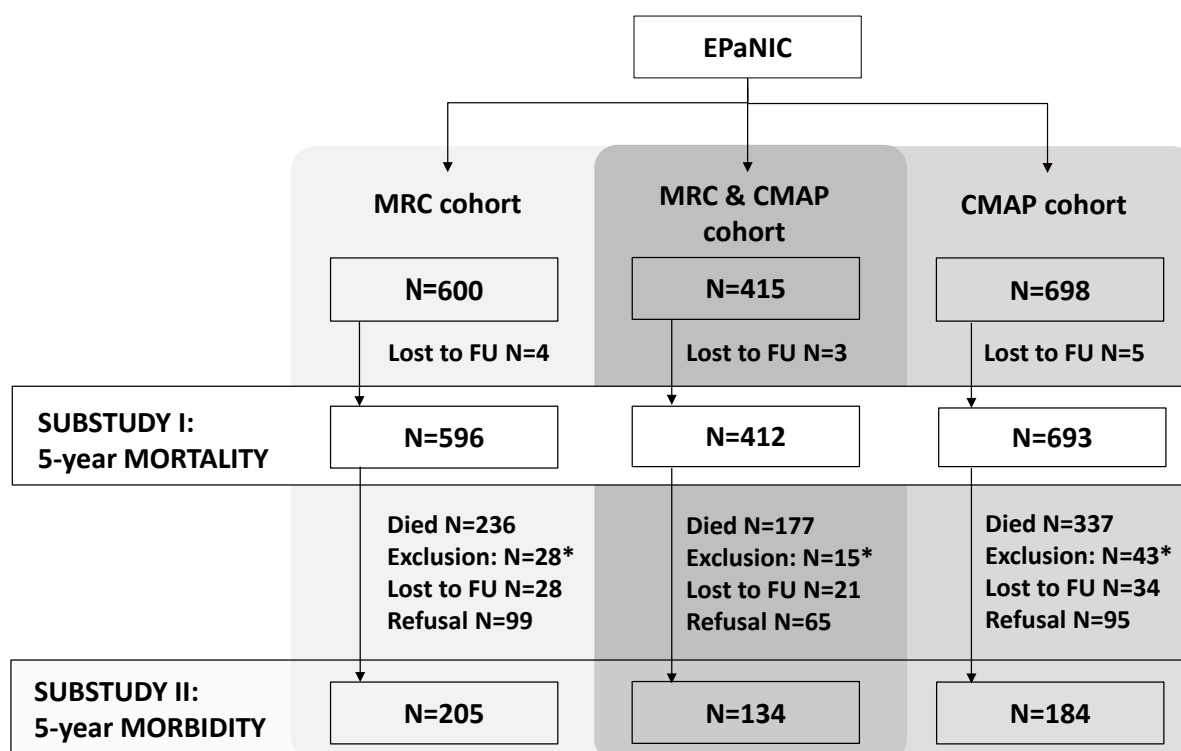 EPaNIC
MRC cohort
MRC & CMAP
cohort
CMAP cohort
N=600
N=415
N=698
Lost to FU N=4
Lost to FU N=3
Lost to FU N=5
SUBSTUDY I:
5-year MORTALITY
N=596
N=412
N=693
Died N=236
Exclusion: N=28*
Lost to FU N=28
Refusal N=99
Died N=177
Exclusion: N=15*
Lost to FU N=21
Refusal N=65
Died N=337
Exclusion: N=43*
Lost to FU N=34
Refusal N=95
SUBSTUDY II:
5-year MORBIDITY
N=205
N=134
N=184